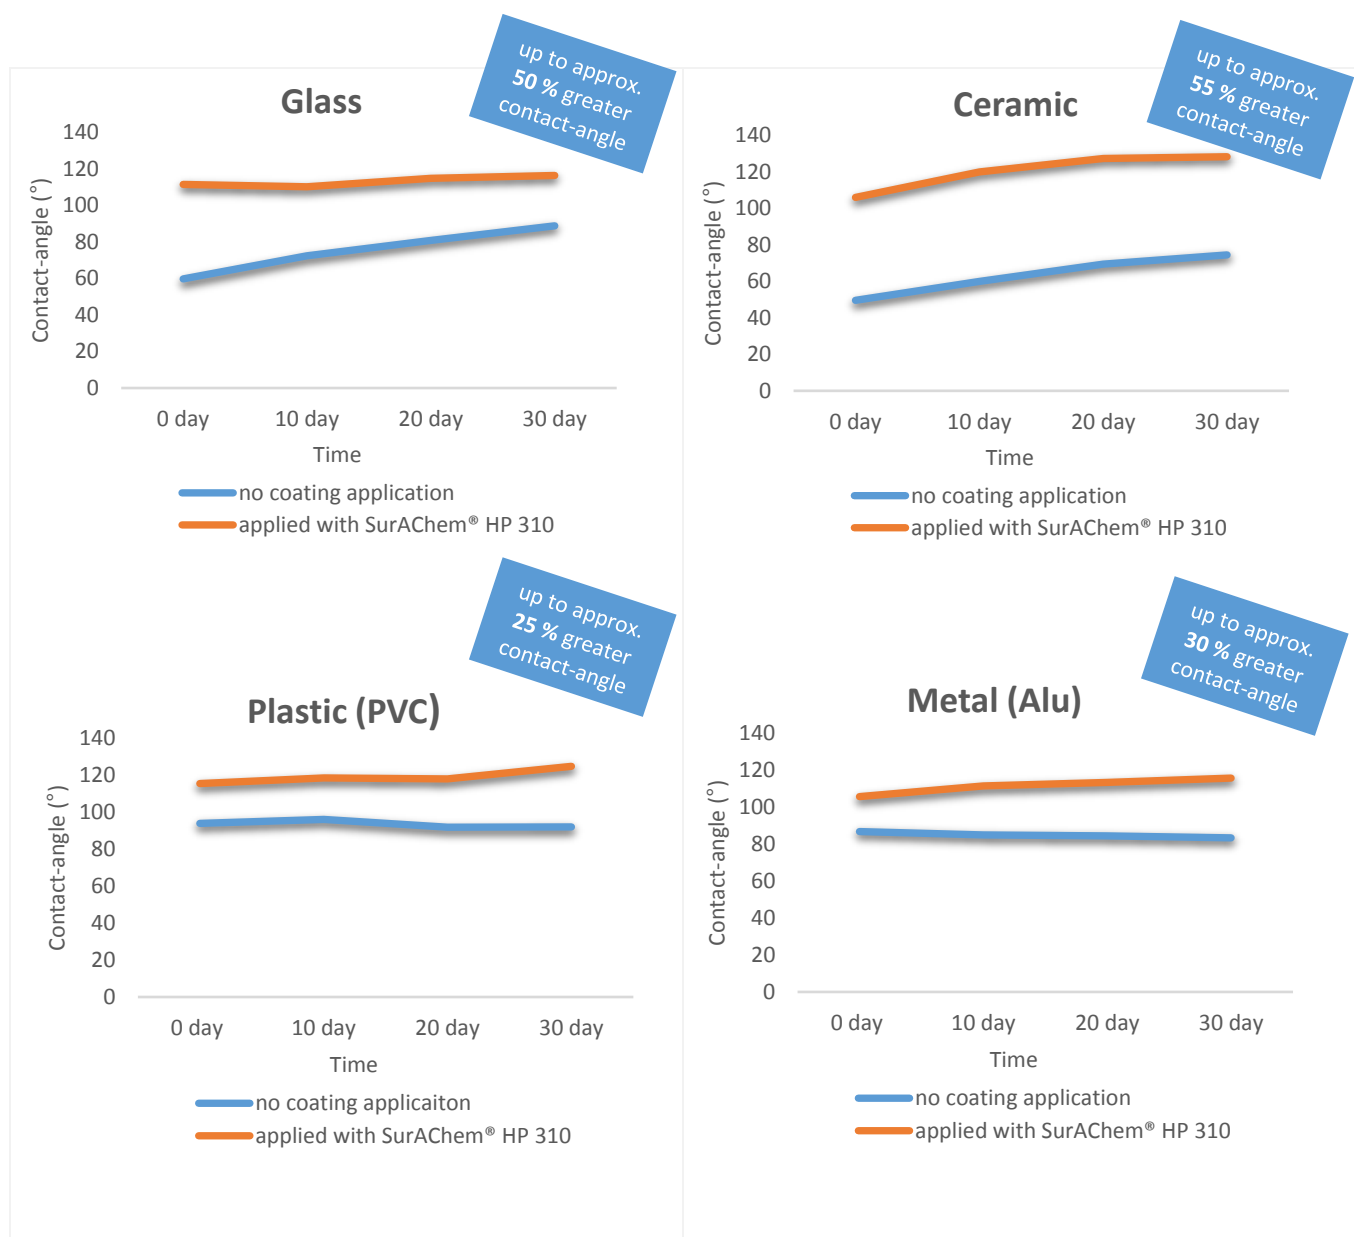 up to approx.
50 % greater
contact-angle
Glass
140
120
100
80
60
40
20
0
Contact-angle (°)
0 day
10 day
20 day
30 day
Time
no coating application
applied with SurAChem® HP 310
up to approx.
55 % greater
contact-angle
Ceramic
140
120
100
80
60
40
20
0
Contact-angle (°)
0 day
10 day
20 day
30 day
Time
no coating application
applied with SurAChem® HP 310
up to approx.
25 % greater
contact-angle
Plastic (PVC)
140
120
100
80
60
40
20
0
Contact-angle (°)
0 day
10 day
20 day
30 day
Time
no coating applicaiton
applied with SurAChem® HP 310
up to approx.
30 % greater
contact-angle
Metal (Alu)
140
120
100
80
60
40
20
0
Contact-angle (°)
0 day
10 day
20 day
30 day
Time
no coating application
applied with SurAChem® HP 310